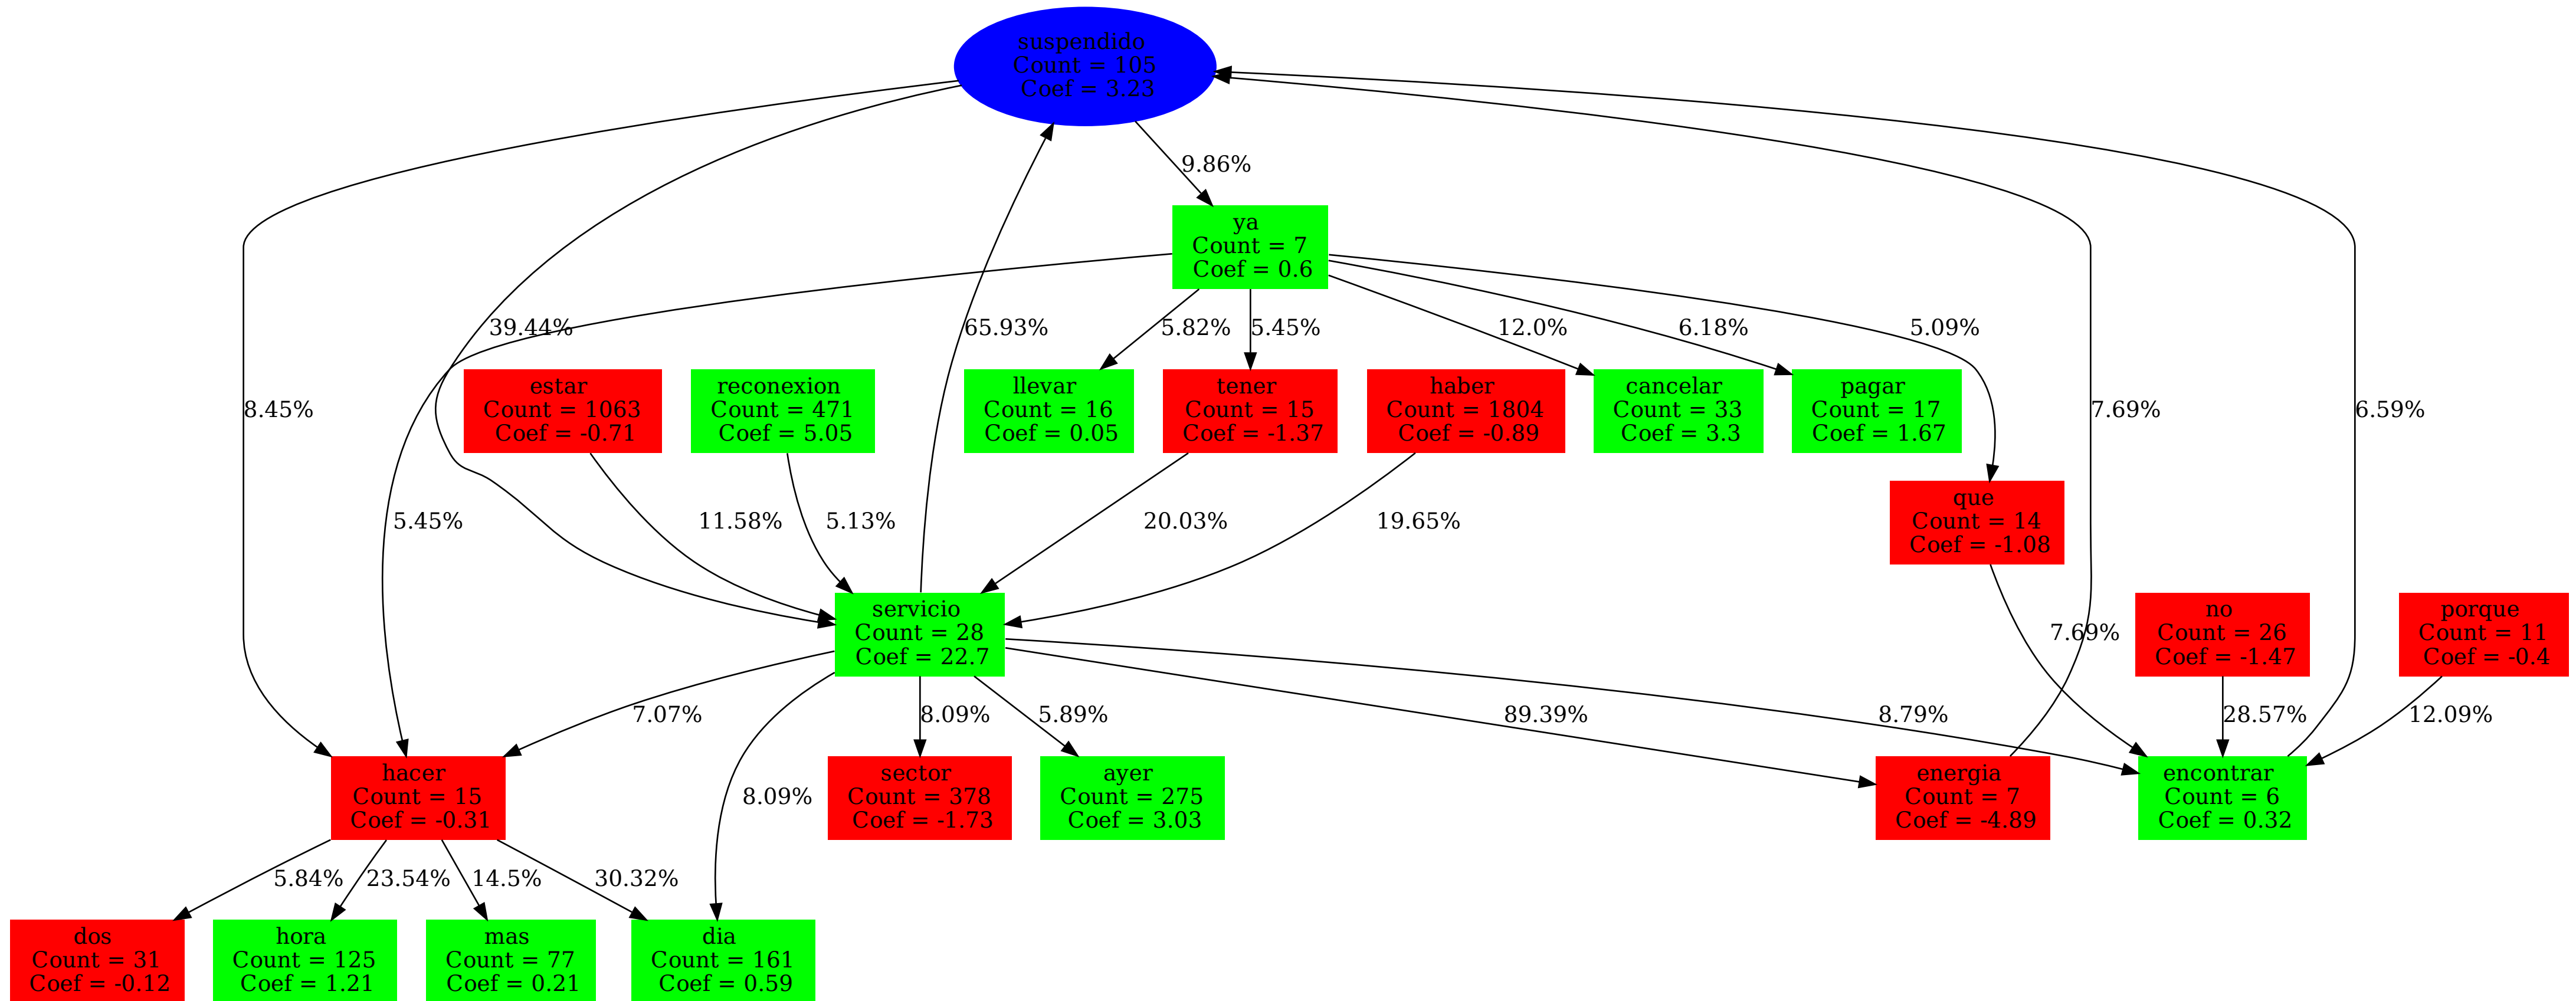 suspendido
Count = 105
Coef = 3.23
9.86%
ya
Count = 7
Coef = 0.6
39.44%
65.93%
5.82%
5.45%
12.0%
6.18%
5.09%
8.45%
estar
Count = 1063
Coef = -0.71
reconexion
Count = 471
Coef = 5.05
llevar
Count = 16
Coef = 0.05
tener
Count = 15
Coef = -1.37
haber
Count = 1804
Coef = -0.89
cancelar
Count = 33
Coef = 3.3
pagar
Count = 17
Coef = 1.67
7.69%
6.59%
5.45%
11.58%
5.13%
20.03%
19.65%
que
Count = 14
Coef = -1.08
servicio
Count = 28
Coef = 22.7
7.69%
no
Count = 26
Coef = -1.47
porque
Count = 11
Coef = -0.4
7.07%
8.09%
5.89%
89.39%
8.79%
28.57%
12.09%
hacer
Count = 15
Coef = -0.31
8.09%
sector
Count = 378
Coef = -1.73
ayer
Count = 275
Coef = 3.03
energia
Count = 7
Coef = -4.89
encontrar
Count = 6
Coef = 0.32
5.84%
23.54%
14.5%
30.32%
dos
Count = 31
Coef = -0.12
hora
Count = 125
Coef = 1.21
mas
Count = 77
Coef = 0.21
dia
Count = 161
Coef = 0.59